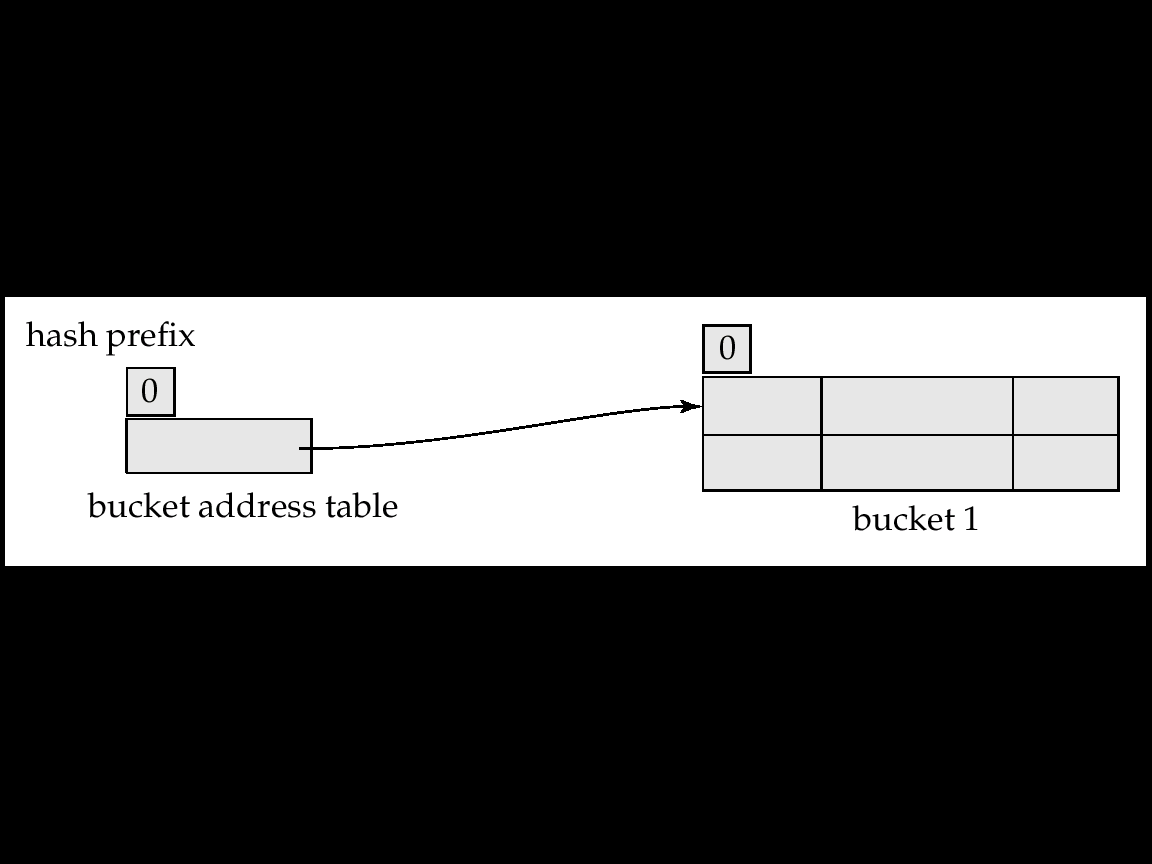 hash prefix
0
0
bucket address table
bucket 1